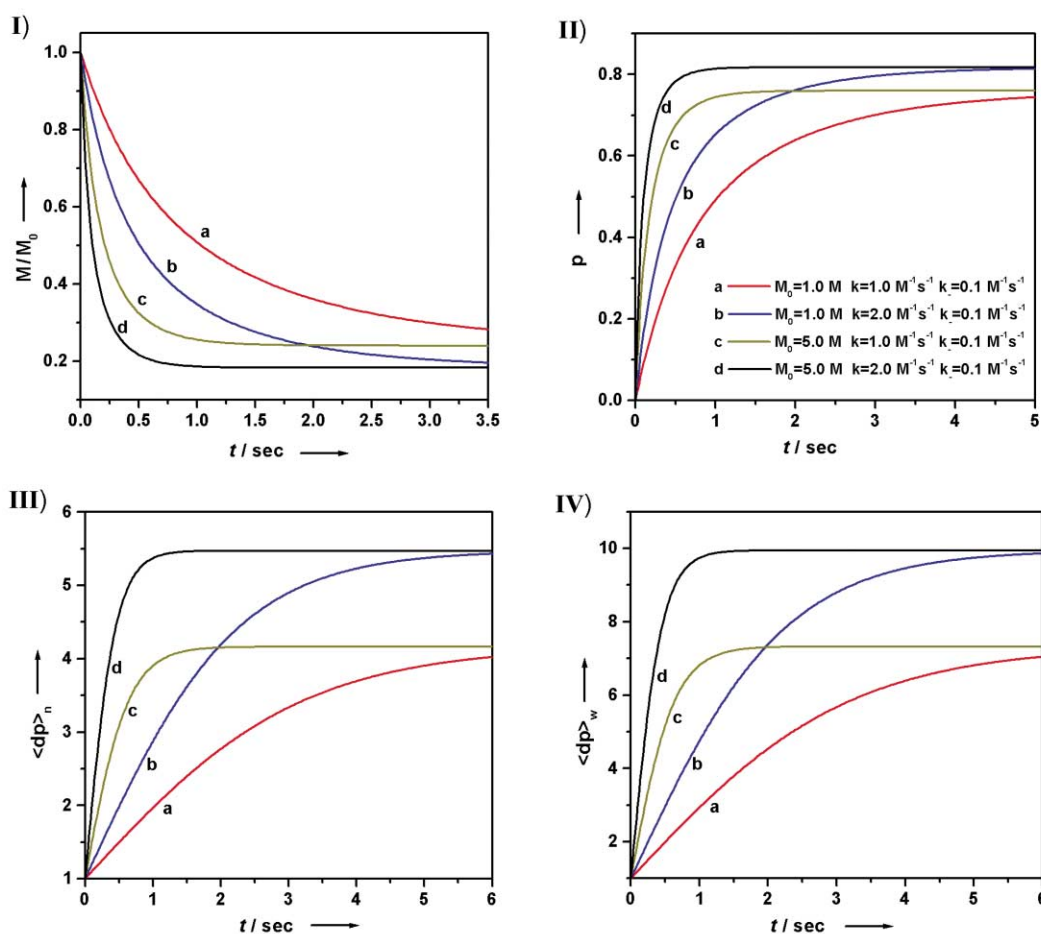 I)
M/M₀ →
1.0
0.8
0.6
0.4
0.2
a
b
c
d
0.0 0.5 1.0 1.5 2.0 2.5 3.0 3.5
t / sec →
II)
p →
0.8
0.6
0.4
0.2
0.0
d
c
b
a
a M₀=1.0 M k=1.0 M⁻¹s⁻¹ k₋=0.1 M⁻¹s⁻¹
b M₀=1.0 M k=2.0 M⁻¹s⁻¹ k₋=0.1 M⁻¹s⁻¹
c M₀=5.0 M k=1.0 M⁻¹s⁻¹ k₋=0.1 M⁻¹s⁻¹
d M₀=5.0 M k=2.0 M⁻¹s⁻¹ k₋=0.1 M⁻¹s⁻¹
0 1 2 3 4 5
t / sec →
III)
<dp>ₙ →
6
5
4
3
2
1
d
c
b
a
0 1 2 3 4 5 6
t / sec →
IV)
<dp>w →
10
8
6
4
2
d
c
b
a
0 1 2 3 4 5 6
t / sec →